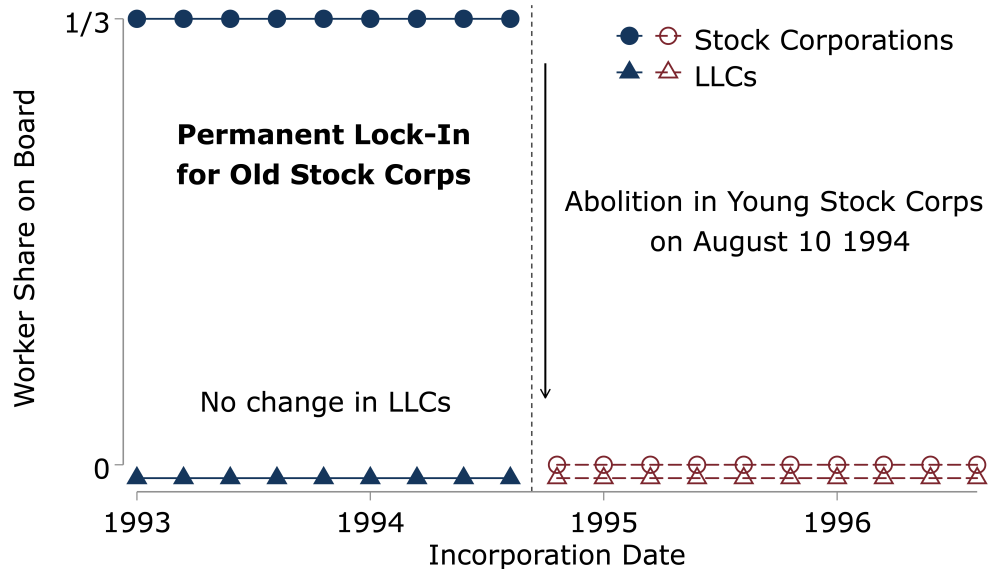 1/3
Stock Corporations
LLCs
Permanent Lock-In
for Old Stock Corps
Abolition in Young Stock Corps
on August 10 1994
Worker Share on Board
No change in LLCs
0
1993
1994
1995
1996
Incorporation Date